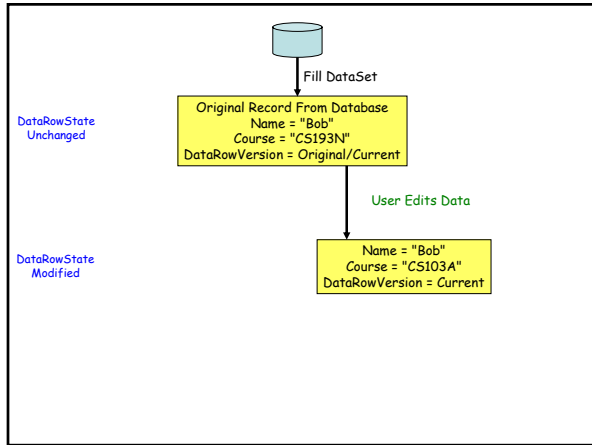 Fill DataSet
DataRowState
Unchanged
Original Record From Database
Name = "Bob"
Course = "CS193N"
DataRowVersion = Original/Current
User Edits Data
DataRowState
Modified
Name = "Bob"
Course = "CS103A"
DataRowVersion = Current